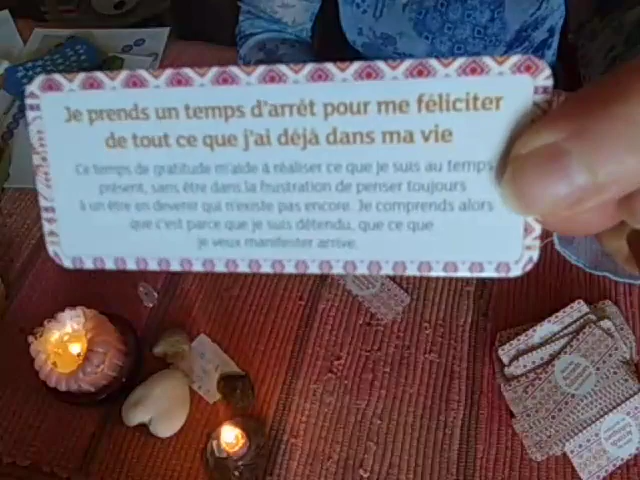 Je prends un temps d'arrêt pour me féliciter
de tout ce que j'ai déjà dans ma vie
Ce temps de gratitude m'aide à réaliser ce que je suis au temps
présent, sans être dans la frustration de penser toujours
à un être en devenir qui n'existe pas encore. Je comprends alors
que c'est parce que je suis détendu, que ce que
je veux manifester arrive.